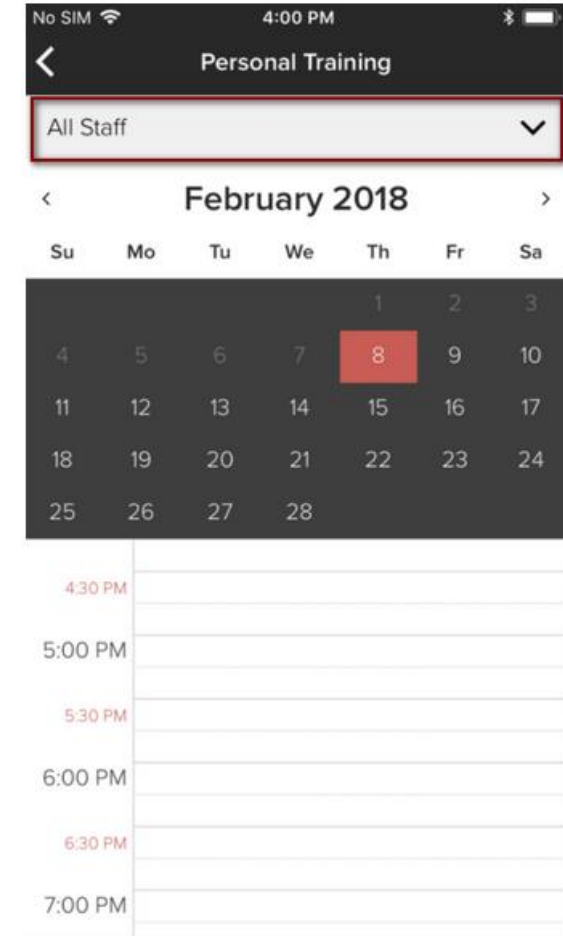 No SIM 4:00 PM
Personal Training
All Staff
< February 2018 >
Su Mo Tu We Th Fr Sa
1 2 3
4 5 6 7 8 9 10
11 12 13 14 15 16 17
18 19 20 21 22 23 24
25 26 27 28
4:30 PM
5:00 PM
5:30 PM
6:00 PM
6:30 PM
7:00 PM